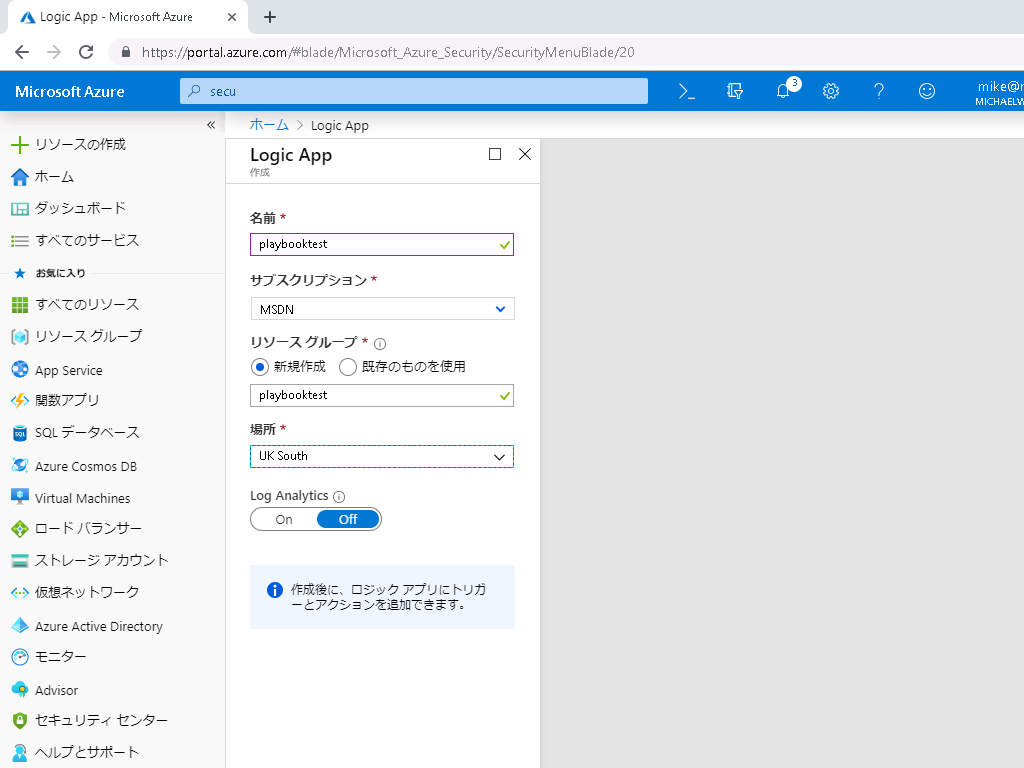 Logic App - Microsoft Azure
https://portal.azure.com/#blade/Microsoft_Azure_Security/SecurityMenuBlade/20
Microsoft Azure
secu
3
mike@
MICHAELW
ホーム > Logic App
リソースの作成
ホーム
ダッシュボード
すべてのサービス
お気に入り
すべてのリソース
リソース グループ
App Service
関数アプリ
SQL データベース
Azure Cosmos DB
Virtual Machines
ロード バランサー
ストレージ アカウント
仮想ネットワーク
Azure Active Directory
モニター
Advisor
セキュリティ センター
ヘルプとサポート
Logic App
作成
名前 *
playbooktest
サブスクリプション *
MSDN
リソース グループ *
新規作成 既存のものを使用
playbooktest
場所 *
UK South
Log Analytics
On Off
作成後に、ロジック アプリにトリガ
ーとアクションを追加できます。